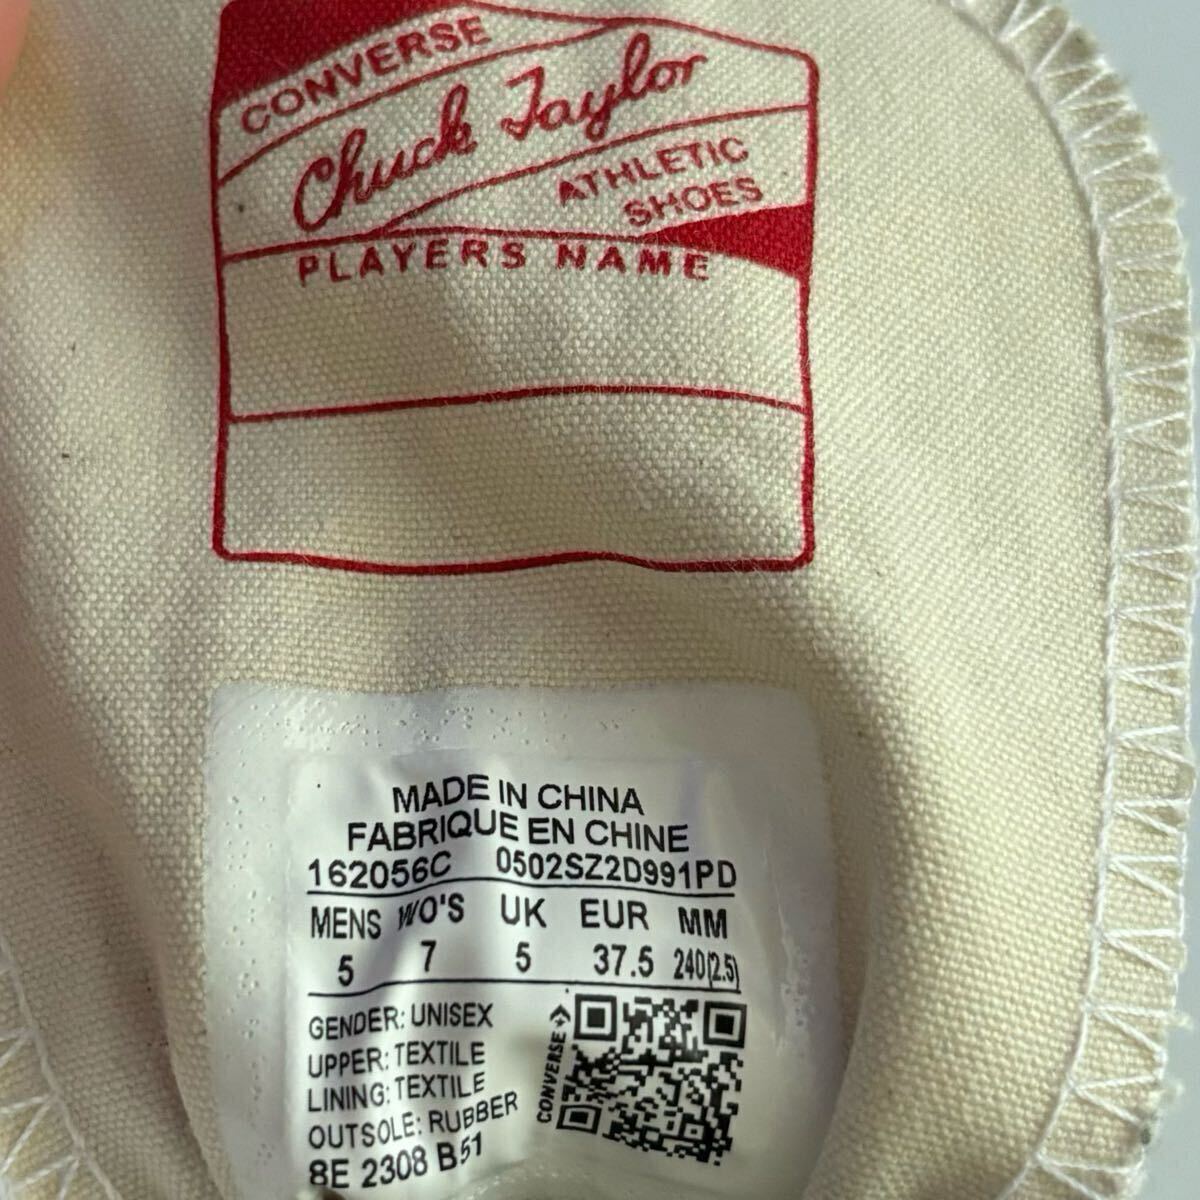 CONVERSE
Chuck Taylor
ATHLETIC
SHOES
PLAYERS NAME
MADE IN CHINA
FABRIQUE EN CHINE
162056C 0502SZ2D991PD
MENS WO'S UK EUR MM
5 7 5 37.5 240(2.5)
GENDER: UNISEX
UPPER: TEXTILE
LINING: TEXTILE
OUTSOLE: RUBBER
8E 2308 B51
CONVERSE